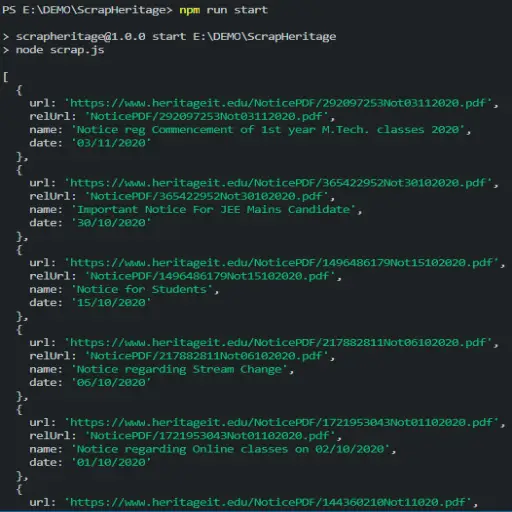 PS E:\DEMO\ScrapHeritage> npm run start
> scrapheritage@1.0.0 start E:\DEMO\ScrapHeritage
> node scrap.js
[
  {
    url: 'https://www.heritageit.edu/NoticePDF/292097253Not03112020.pdf',
    relUrl: 'NoticePDF/292097253Not03112020.pdf',
    name: 'Notice reg Commencement of 1st year M.Tech. classes 2020',
    date: '03/11/2020'
  },
  {
    url: 'https://www.heritageit.edu/NoticePDF/365422952Not30102020.pdf',
    relUrl: 'NoticePDF/365422952Not30102020.pdf',
    name: 'Important Notice For JEE Mains Candidate',
    date: '30/10/2020'
  },
  {
    url: 'https://www.heritageit.edu/NoticePDF/1496486179Not15102020.pdf',
    relUrl: 'NoticePDF/1496486179Not15102020.pdf',
    name: 'Notice for Students',
    date: '15/10/2020'
  },
  {
    url: 'https://www.heritageit.edu/NoticePDF/217882811Not06102020.pdf',
    relUrl: 'NoticePDF/217882811Not06102020.pdf',
    name: 'Notice regarding Stream Change',
    date: '06/10/2020'
  },
  {
    url: 'https://www.heritageit.edu/NoticePDF/1721953043Not01102020.pdf',
    relUrl: 'NoticePDF/1721953043Not01102020.pdf',
    name: 'Notice regarding Online classes on 02/10/2020',
    date: '01/10/2020'
  },
  {
    url: 'https://www.heritageit.edu/NoticePDF/144360210Not11020.pdf',